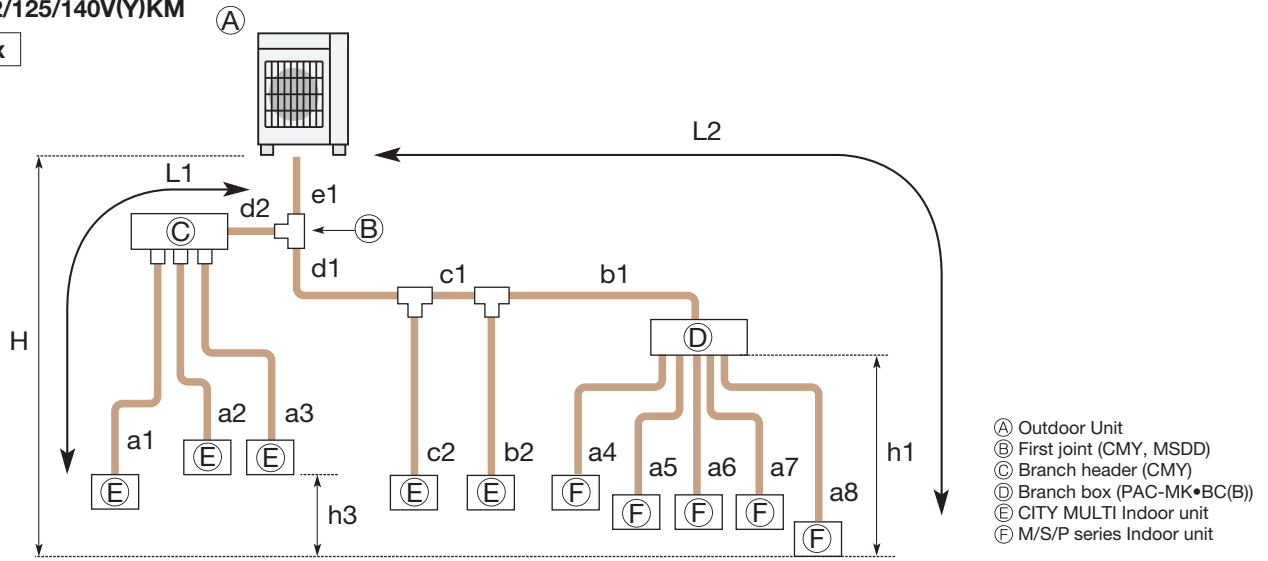 2/125/140V(Y)KM
Ⓐ
L2
L1
e1
d2
Ⓑ
Ⓒ
d1
c1
b1
H
Ⓓ
a1
a2
a3
c2
b2
a4
a5
a6
a7
a8
h1
Ⓔ
Ⓔ
Ⓔ
Ⓔ
Ⓔ
Ⓕ
Ⓕ
Ⓕ
Ⓕ
Ⓕ
h3
Ⓐ Outdoor Unit
Ⓑ First joint (CMY, MSDD)
Ⓒ Branch header (CMY)
Ⓓ Branch box (PAC-MK•BC(B))
Ⓔ CITY MULTI Indoor unit
Ⓕ M/S/P series Indoor unit